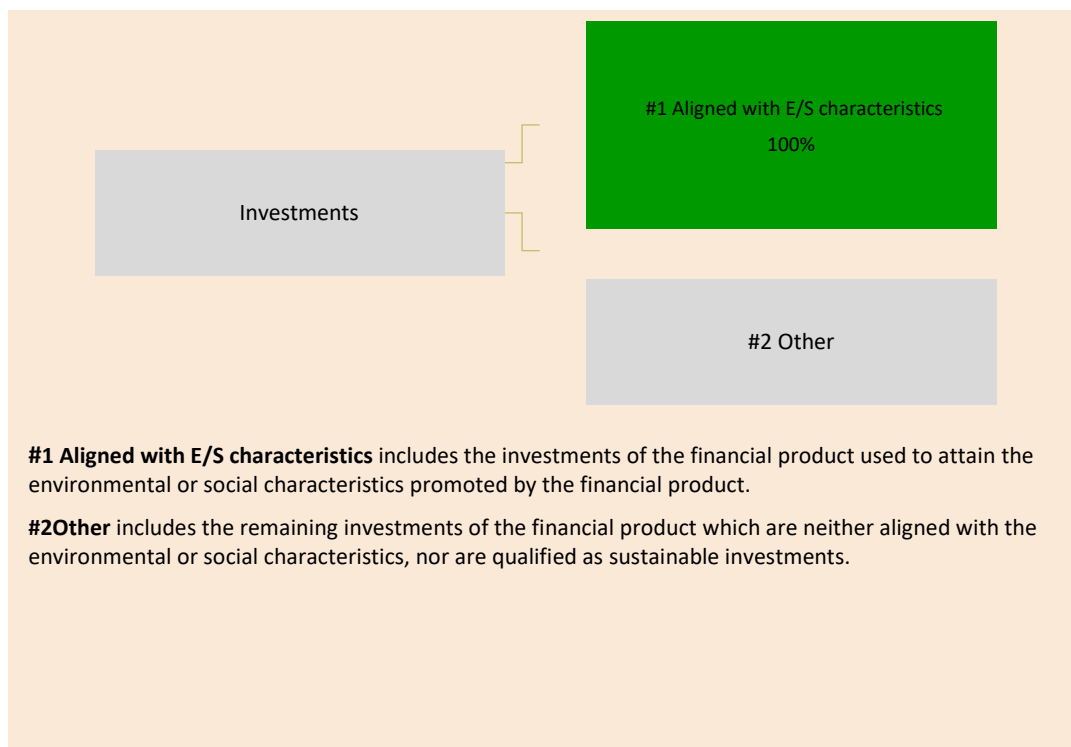 #1 Aligned with E/S characteristics
100%
Investments
#2 Other
#1 Aligned with E/S characteristics includes the investments of the financial product used to attain the
environmental or social characteristics promoted by the financial product.
#2Other includes the remaining investments of the financial product which are neither aligned with the
environmental or social characteristics, nor are qualified as sustainable investments.